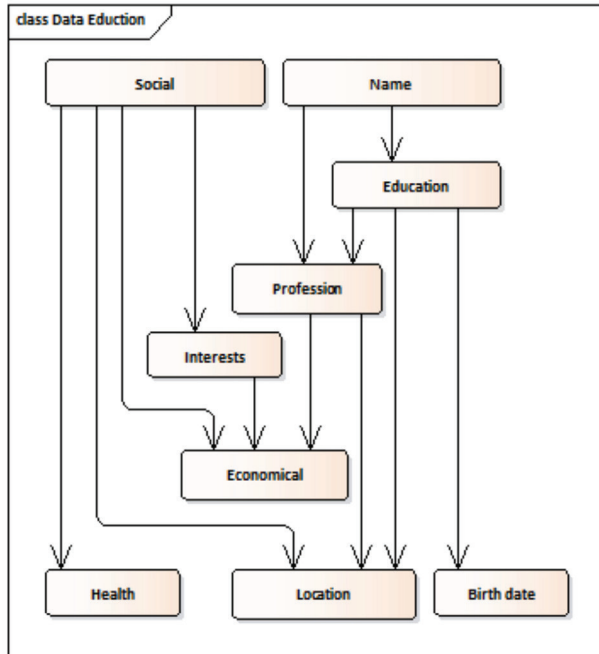 class Data Eduction
Social
Name
Education
Profession
Interests
Economical
Health
Location
Birth date